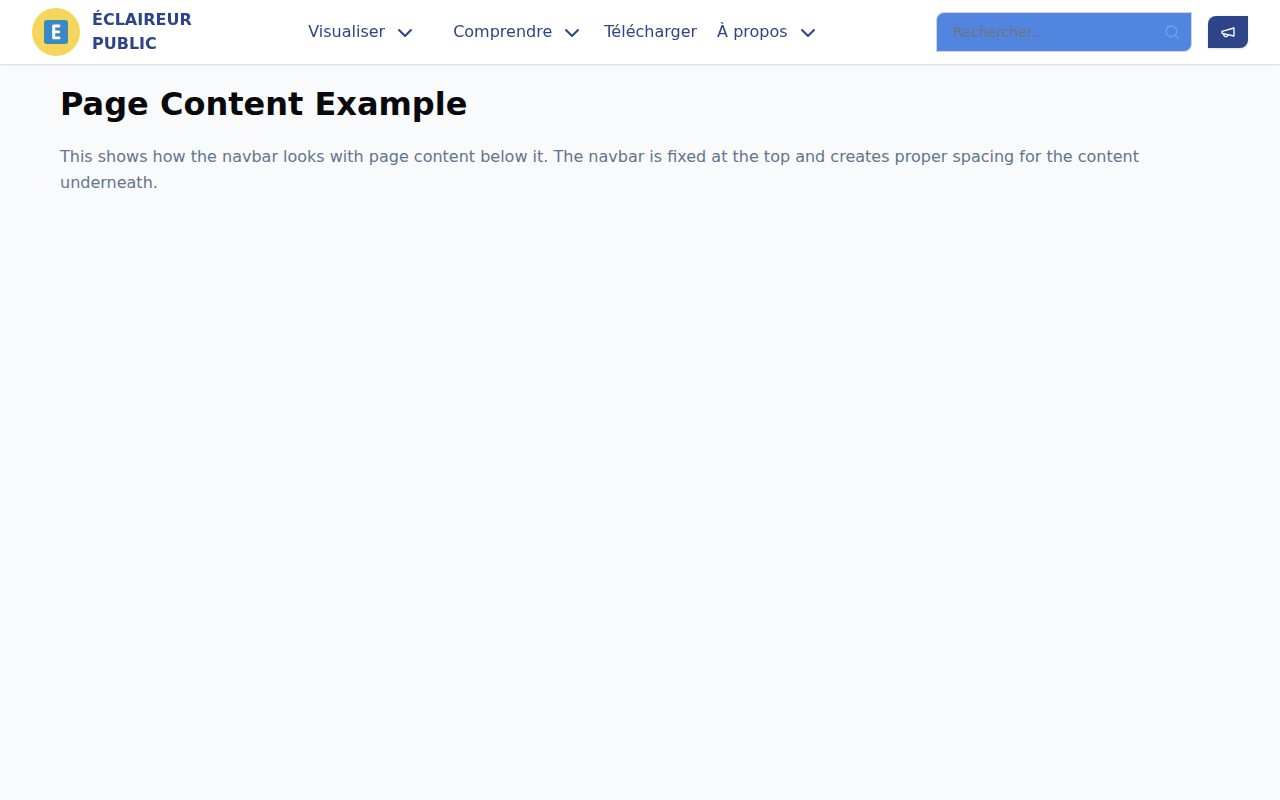 E
ÉCLAIREUR
PUBLIC
Visualiser
Comprendre
Télécharger
À propos
Rechercher...
Page Content Example
This shows how the navbar looks with page content below it. The navbar is fixed at the top and creates proper spacing for the content
underneath.